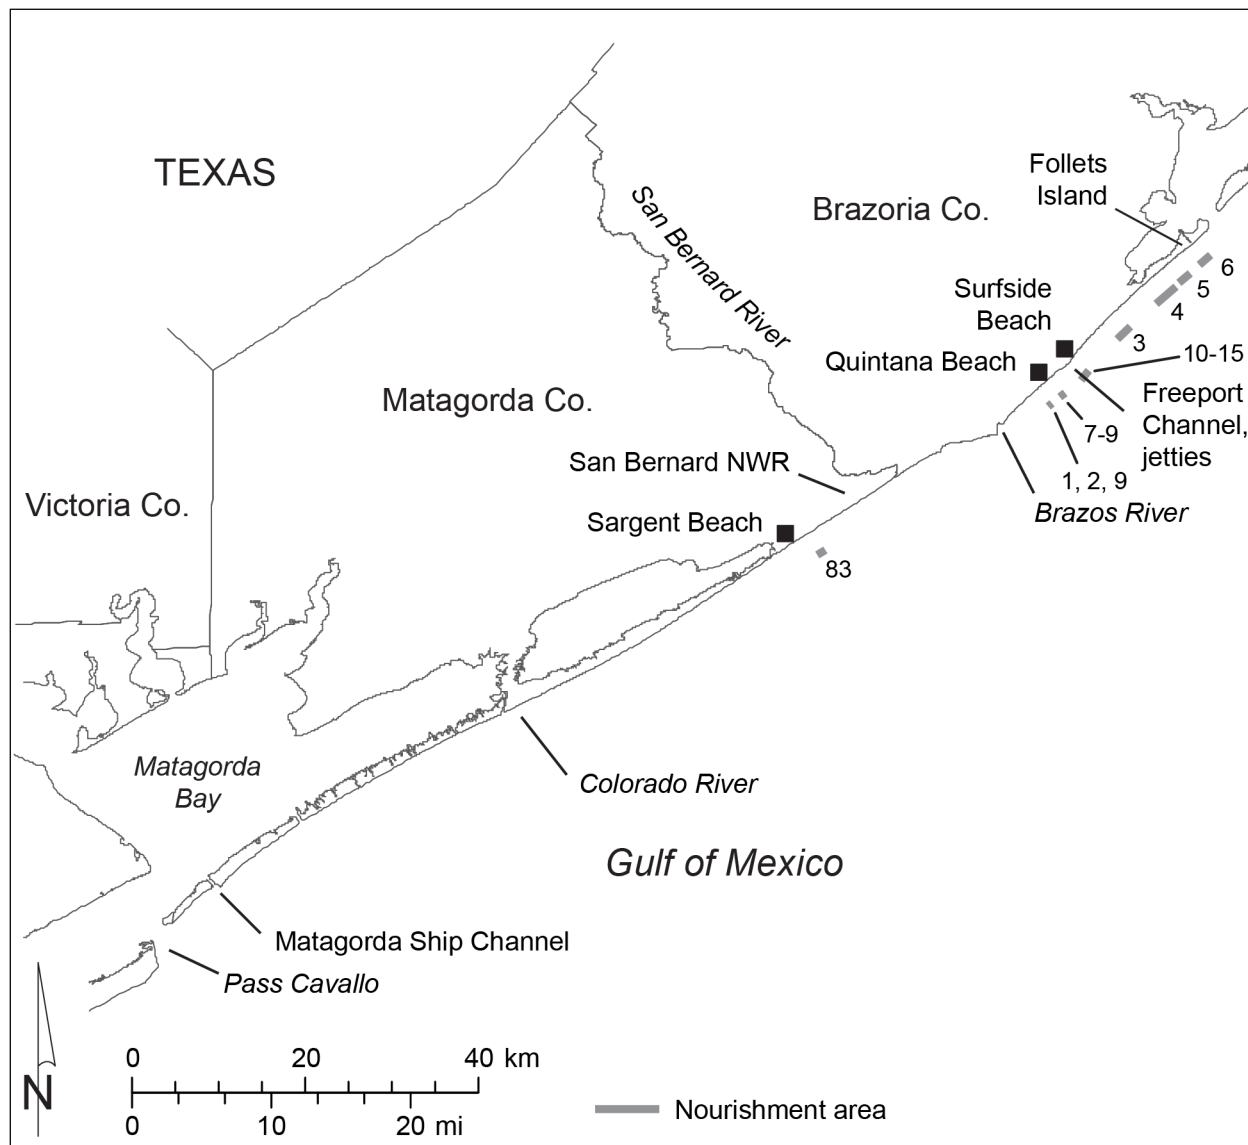 TEXAS
Follets
Island
San Bernard River
Brazoria Co.
6
5
Surfside
Beach
4
3
10-15
Quintana Beach
Freeport
Channel,
jetties
Matagorda Co.
7-9
San Bernard NWR
1, 2, 9
Victoria Co.
Brazos River
Sargent Beach
83
Matagorda
Bay
Colorado River
Gulf of Mexico
Matagorda Ship Channel
Pass Cavallo
N
0 20 40 km
0 10 20 mi
Nourishment area